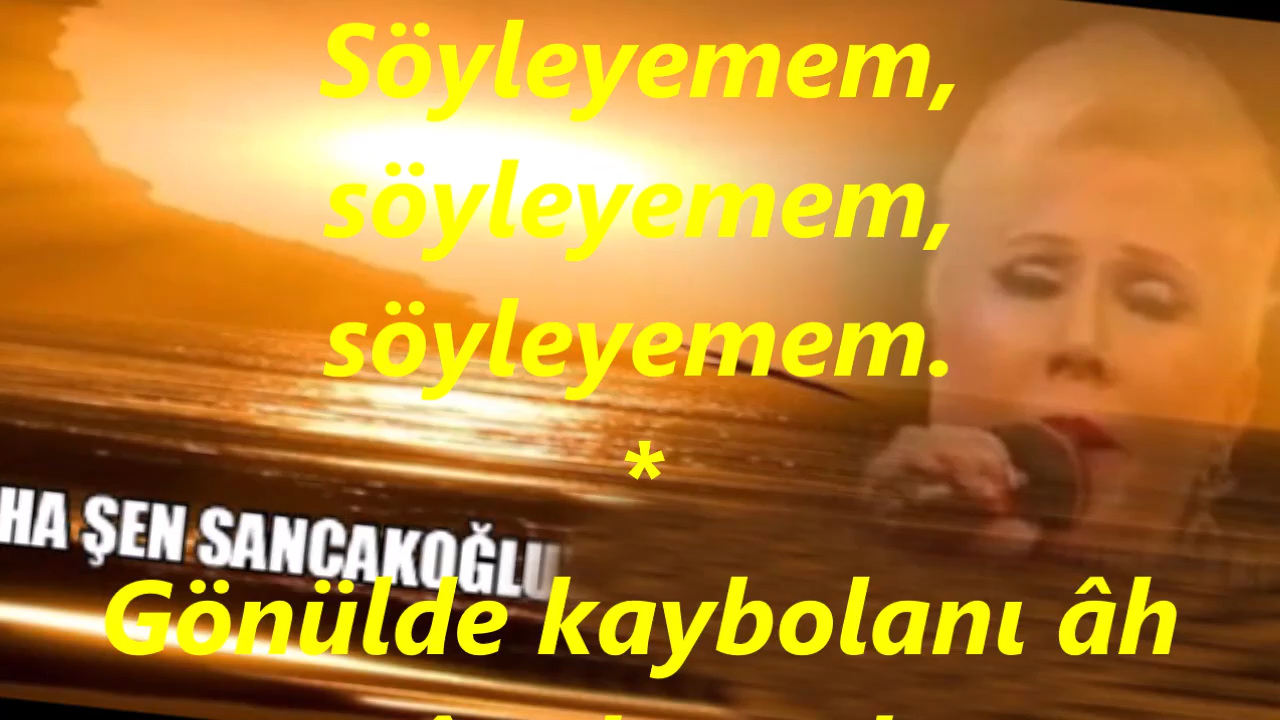 Söyleyemem,
söyleyemem,
söyleyemem.
*
HA ŞEN SANCAKOĞLU
Gönülde kaybolanı âh